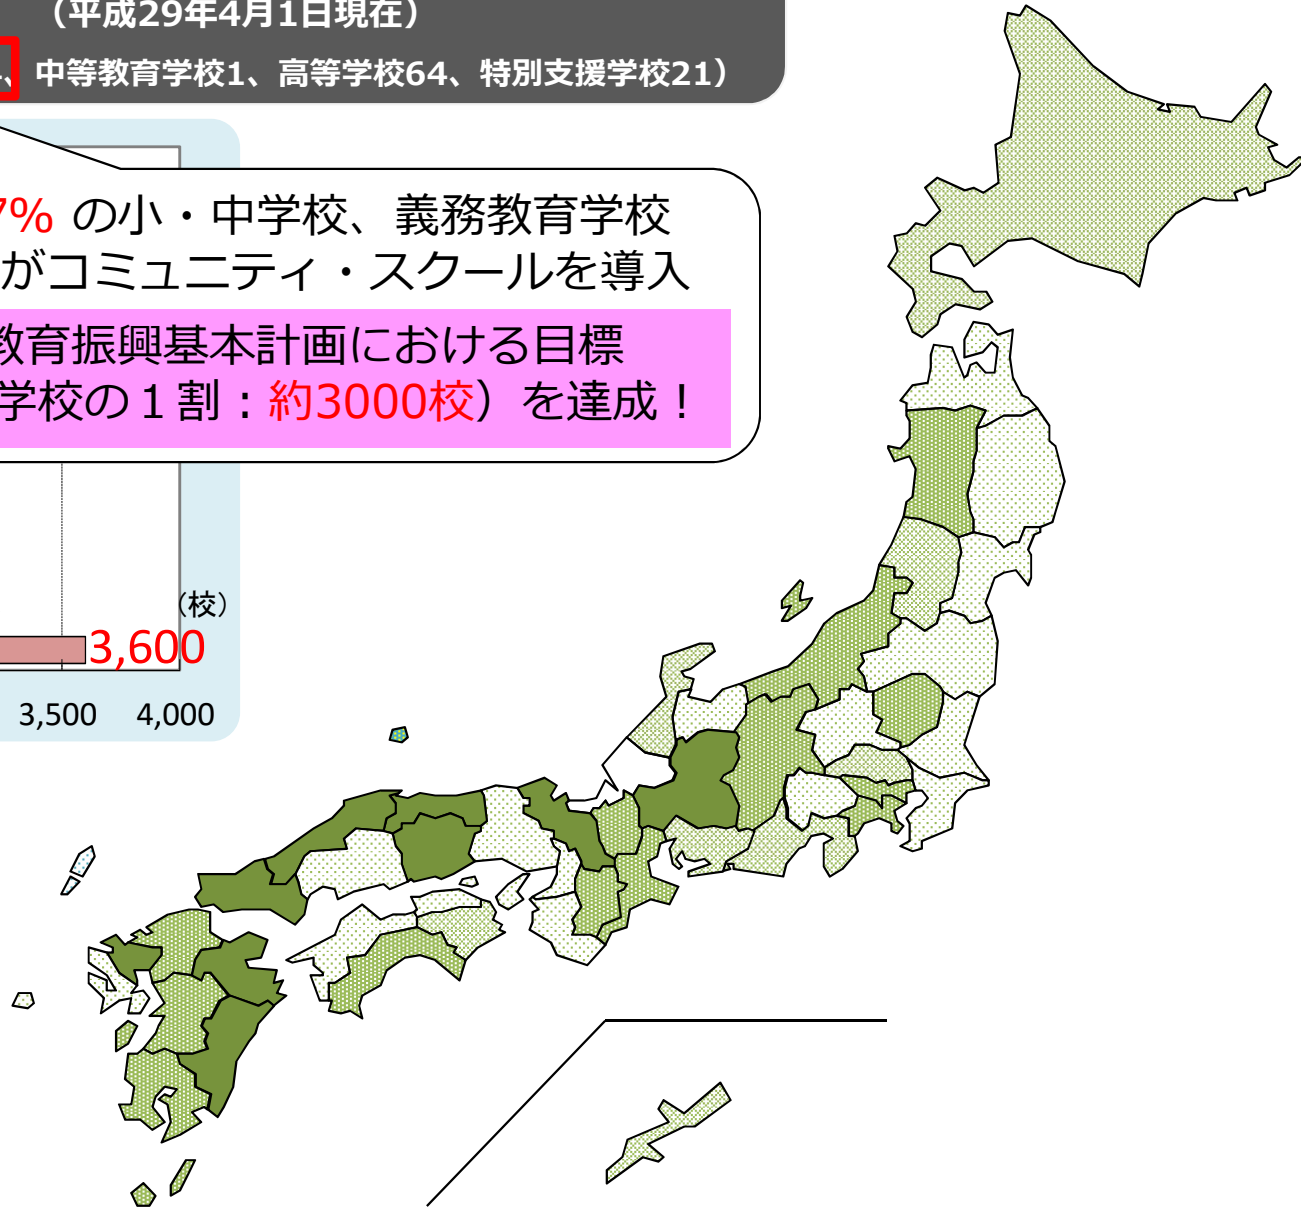 （平成29年4月1日現在）
、中等教育学校1、高等学校64、特別支援学校21）
7% の小・中学校、義務教育学校
がコミュニティ・スクールを導入
教育振興基本計画における目標
学校の１割：約3000校）を達成！
（校）
3,600
3,500 4,000